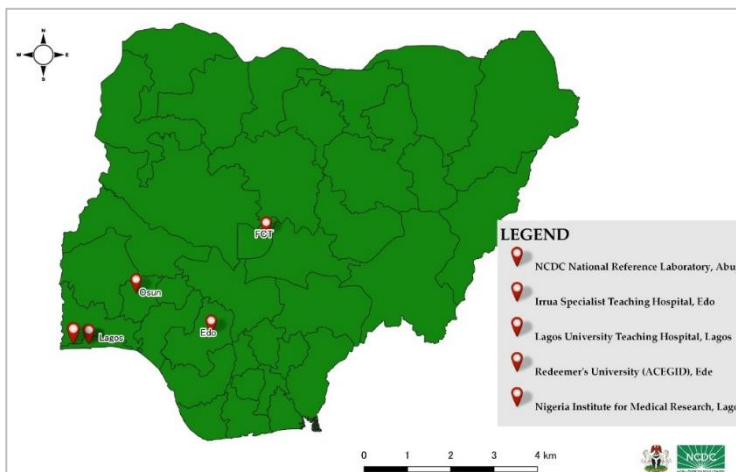 N
W E
S
FCT
Osun
Edo
Lagos
LEGEND
NCDC National Reference Laboratory, Abu
Irrua Specialist Teaching Hospital, Edo
Lagos University Teaching Hospital, Lagos
Redeemer's University (ACEGID), Ede
Nigeria Institute for Medical Research, Lago
0 1 2 3 4 km
NCDC